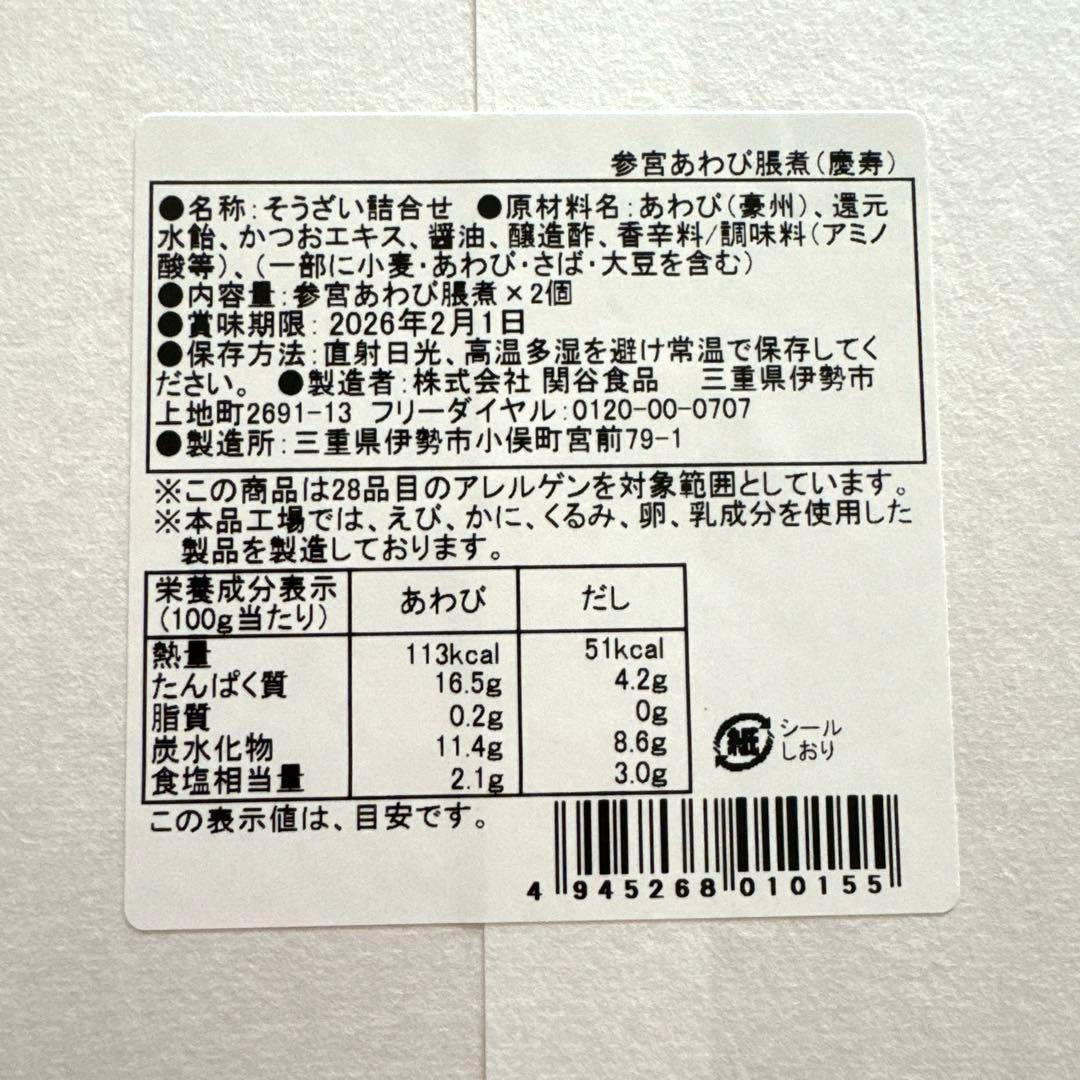 参宮あわび脹煮(慶寿)
●名称:そうざい詰合せ ●原材料名:あわび(豪州)、還元
水飴、かつおエキス、醤油、醸造酢、香辛料/調味料(アミノ
酸等)、(一部に小麦・あわび・さば・大豆を含む)
●内容量:参宮あわび脹煮×2個
●賞味期限:2026年2月1日
●保存方法:直射日光、高温多湿を避け常温で保存してく
ださい。 ●製造者:株式会社 関谷食品 三重県伊勢市
上地町2691-13 フリーダイヤル:0120-00-0707
●製造所:三重県伊勢市小俣町宮前79-1
※この商品は28品目のアレルゲンを対象範囲としています。
※本品工場では、えび、かに、くるみ、卵、乳成分を使用した
製品を製造しております。
栄養成分表示
(100g当たり) あわび だし
熱量 113kcal 51kcal
たんぱく質 16.5g 4.2g
脂質 0.2g 0g
炭水化物 11.4g 8.6g
食塩相当量 2.1g 3.0g
紙 シール
しおり
この表示値は、目安です。
4 945268 010155